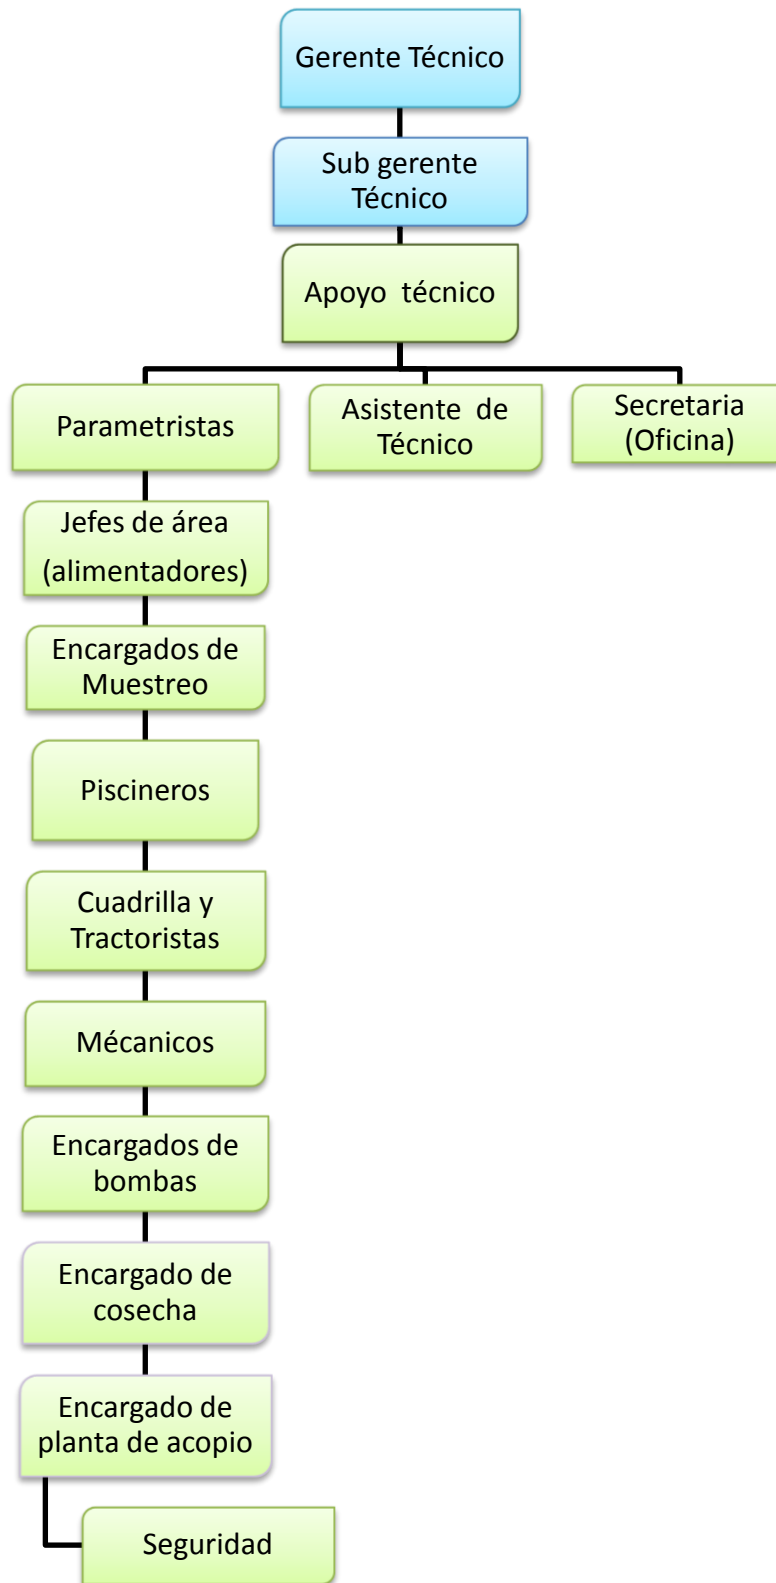 Gerente Técnico
Sub gerente
Técnico
Apoyo técnico
Parametristas
Asistente de
Técnico
Secretaria
(Oficina)
Jefes de área
(alimentadores)
Encargados de
Muestreo
Piscineros
Cuadrilla y
Tractoristas
Mécanicos
Encargados de
bombas
Encargado de
cosecha
Encargado de
planta de acopio
Seguridad